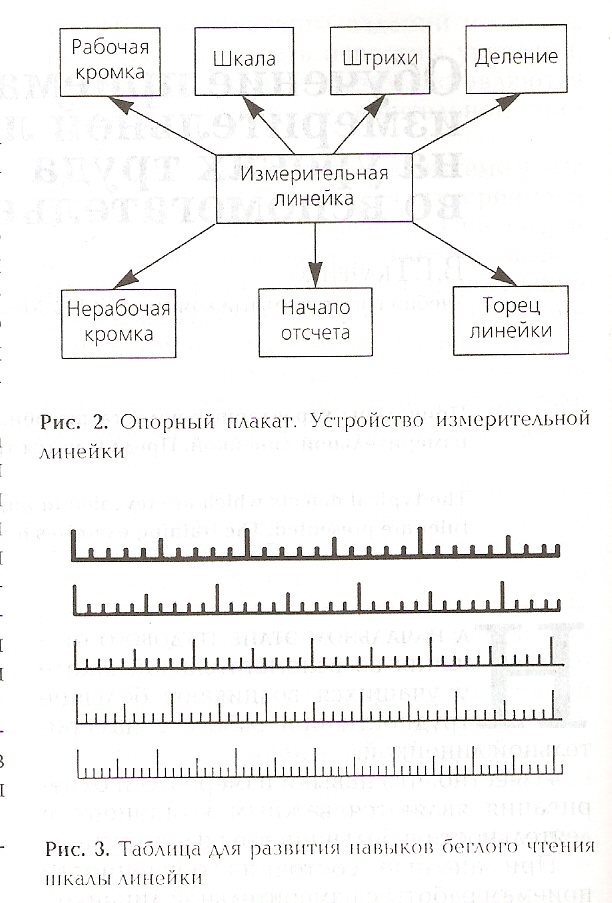 Рабочая
кромка
Шкала
Штрихи
Деление
Измерительная
линейка
Нерабочая
кромка
Начало
отсчета
Торец
линейки
Рис. 2. Опорный плакат. Устройство измерительной
линейки
Рис. 3. Таблица для развития навыков беглого чтения
шкалы линейки